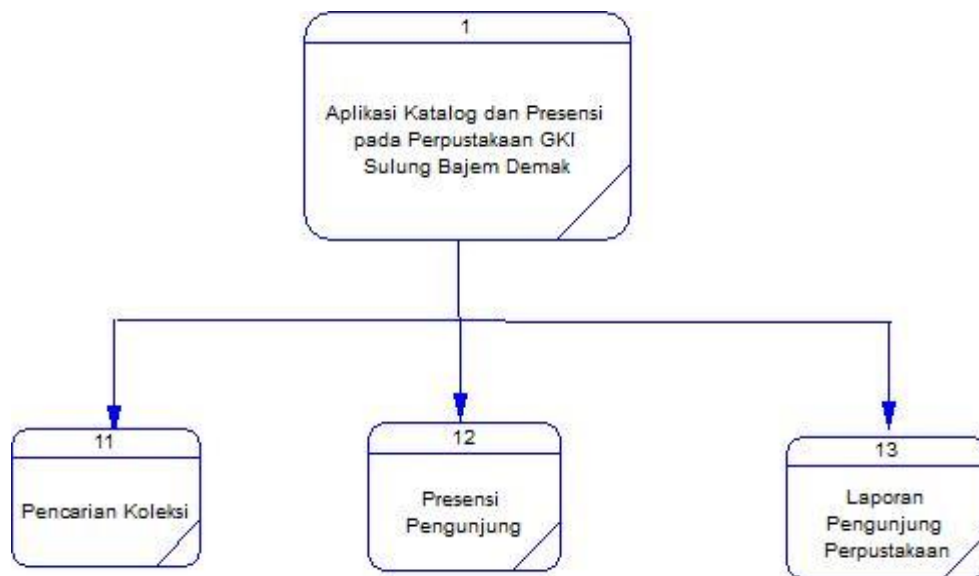 1
Aplikasi Katalog dan Presensi
pada Perpustakaan GKI
Sulung Bajem Demak
11
Pencarian Koleksi
12
Presensi
Pengunjung
13
Laporan
Pengunjung
Perpustakaan